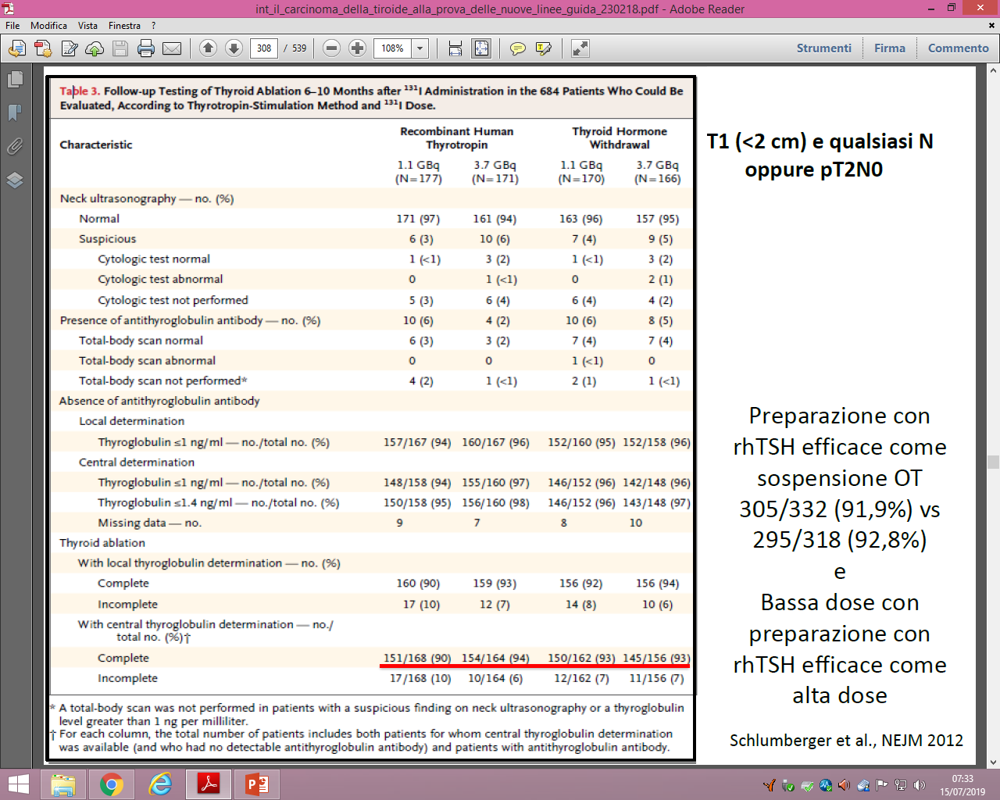 int_il_carcinoma_della_tiroide_alla_prova_delle_nuove_linee_guida_230218.pdf - Adobe Reader
File Modifica Vista Finestra ?
308 / 539 108% Strumenti Firma Commento
Table 3. Follow-up Testing of Thyroid Ablation 6–10 Months after 131I Administration in the 684 Patients Who Could Be
Evaluated, According to Thyrotropin-Stimulation Method and 131I Dose.
Characteristic
Recombinant Human
Thyrotropin
Thyroid Hormone
Withdrawal
1.1 GBq 3.7 GBq 1.1 GBq 3.7 GBq
(N=177) (N=171) (N=170) (N=166)
Neck ultrasonography — no. (%)
Normal 171 (97) 161 (94) 163 (96) 157 (95)
Suspicious 6 (3) 10 (6) 7 (4) 9 (5)
Cytologic test normal 1 (<1) 3 (2) 1 (<1) 3 (2)
Cytologic test abnormal 0 1 (<1) 0 2 (1)
Cytologic test not performed 5 (3) 6 (4) 6 (4) 4 (2)
Presence of antithyroglobulin antibody — no. (%) 10 (6) 4 (2) 10 (6) 8 (5)
Total-body scan normal 6 (3) 3 (2) 7 (4) 7 (4)
Total-body scan abnormal 0 0 1 (<1) 0
Total-body scan not performed* 4 (2) 1 (<1) 2 (1) 1 (<1)
Absence of antithyroglobulin antibody
Local determination
Thyroglobulin ≤1 ng/ml — no./total no. (%) 157/167 (94) 160/167 (96) 152/160 (95) 152/158 (96)
Central determination
Thyroglobulin ≤1 ng/ml — no./total no. (%) 148/158 (94) 155/160 (97) 146/152 (96) 142/148 (96)
Thyroglobulin ≤1.4 ng/ml — no./total no. (%) 150/158 (95) 156/160 (98) 146/152 (96) 143/148 (97)
Missing data — no. 9 7 8 10
Thyroid ablation
With local thyroglobulin determination — no. (%)
Complete 160 (90) 159 (93) 156 (92) 156 (94)
Incomplete 17 (10) 12 (7) 14 (8) 10 (6)
With central thyroglobulin determination — no./
total no. (%)†
Complete 151/168 (90) 154/164 (94) 150/162 (93) 145/156 (93)
Incomplete 17/168 (10) 10/164 (6) 12/162 (7) 11/156 (7)
* A total-body scan was not performed in patients with a suspicious finding on neck ultrasonography or a thyroglobulin
level greater than 1 ng per milliliter.
† For each column, the total number of patients includes both patients for whom central thyroglobulin determination
was available (and who had no detectable antithyroglobulin antibody) and patients with antithyroglobulin antibody.
T1 (<2 cm) e qualsiasi N
oppure pT2N0
Preparazione con
rhTSH efficace come
sospensione OT
305/332 (91,9%) vs
295/318 (92,8%)
e
Bassa dose con
preparazione con
rhTSH efficace come
alta dose
Schlumberger et al., NEJM 2012
07:33
15/07/2019